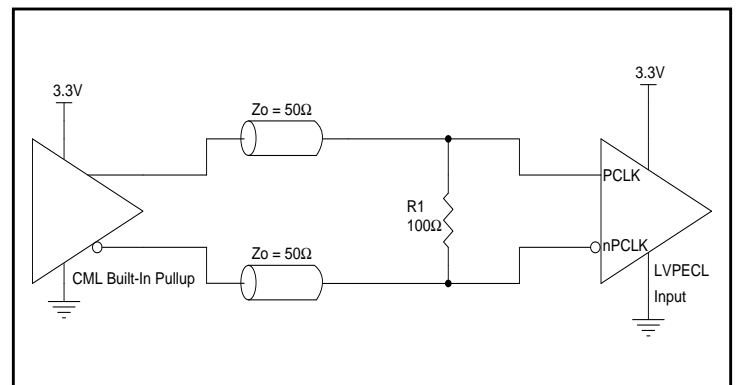 3.3V
3.3V
Zo = 50Ω
PCLK
R1
100Ω
nPCLK
Zo = 50Ω
CML Built-In Pullup
LVPECL
Input